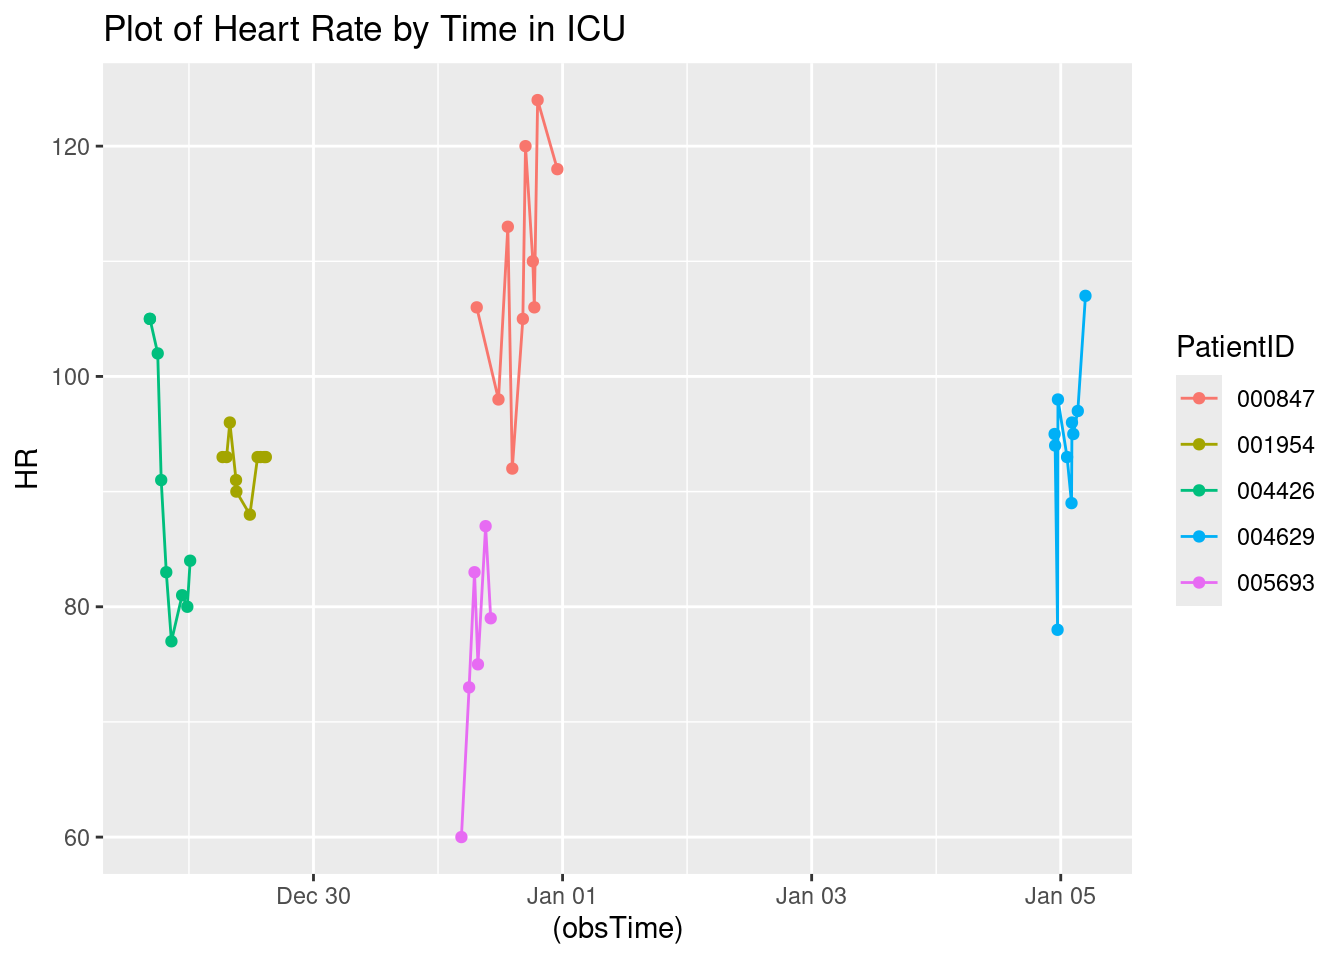 Plot of Heart Rate by Time in ICU
120
100
80
60
HR
Dec 30
Jan 01
Jan 03
Jan 05
(obsTime)
PatientID
000847
001954
004426
004629
005693